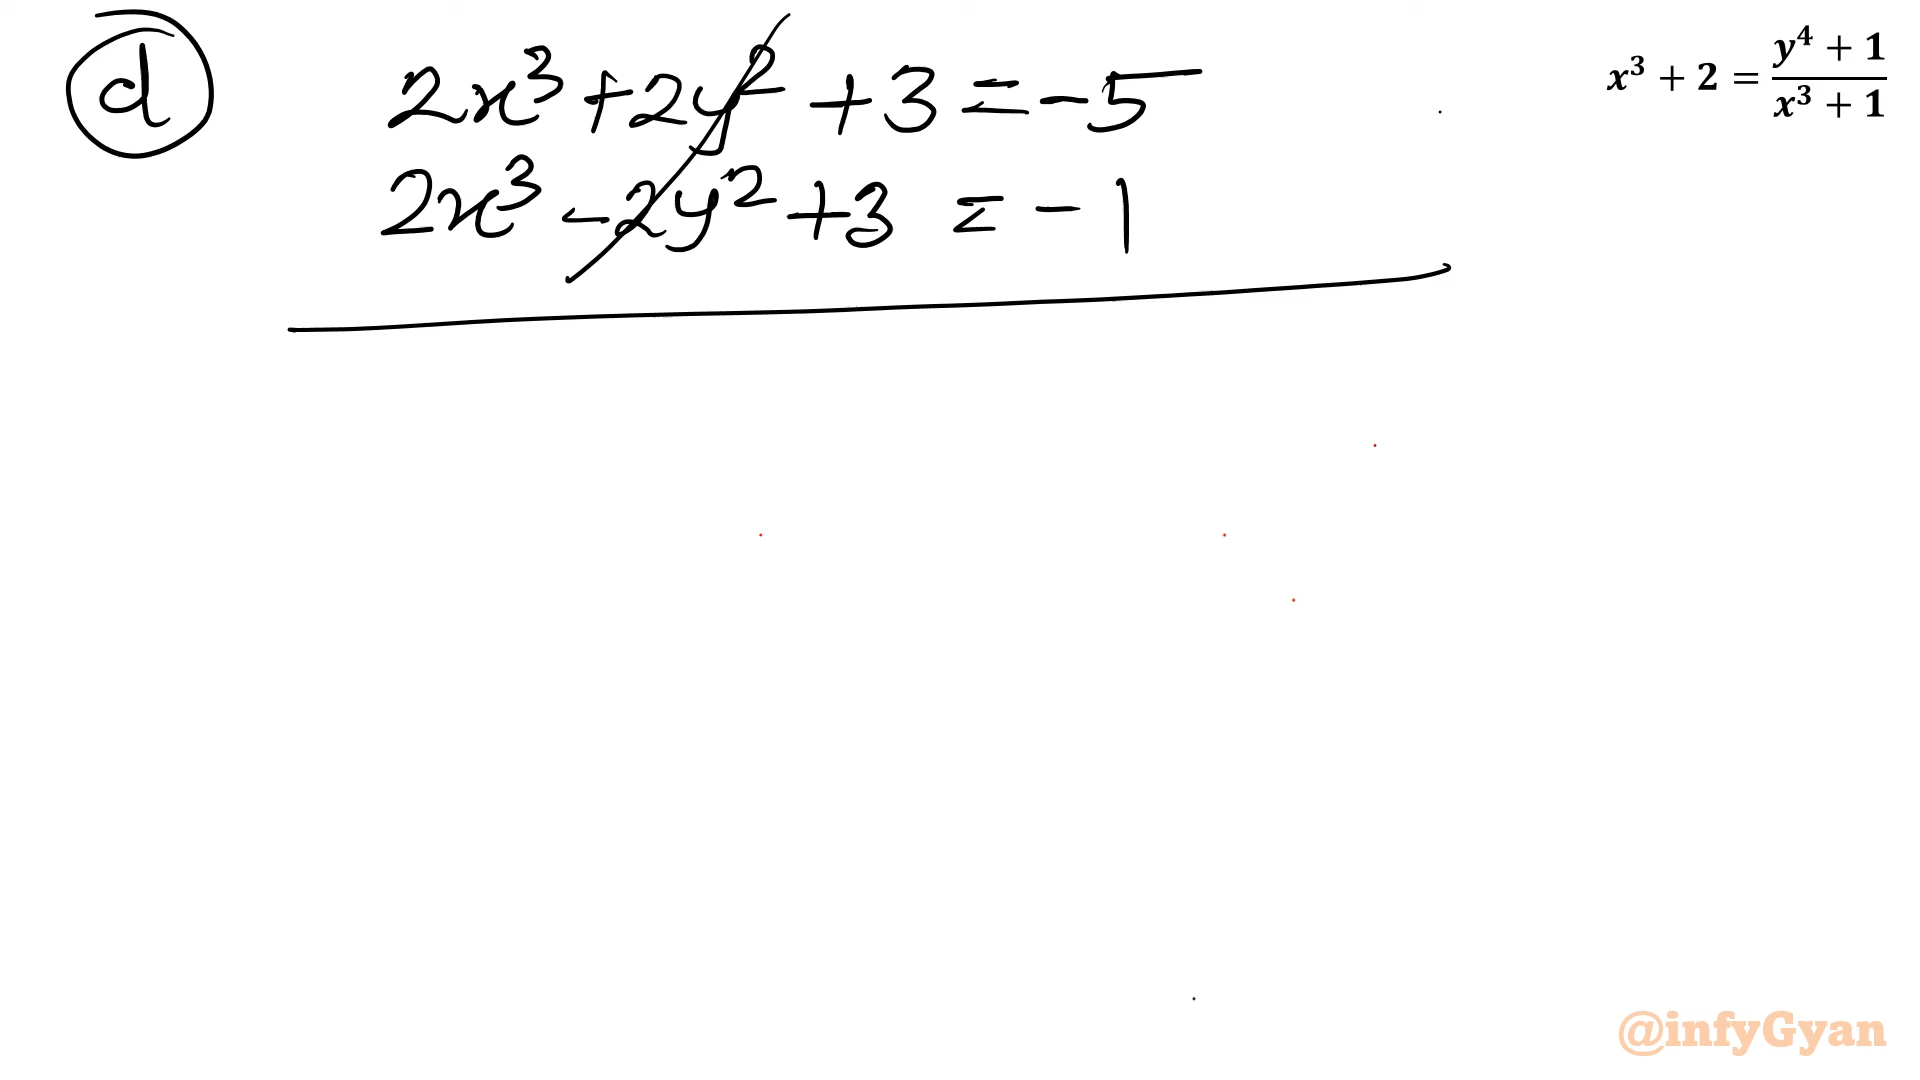 d
2x³ + 2y² + 3 = -5
2x³ - 2y² + 3 = -1
x³ + 2 = (y⁴ + 1)/(x³ + 1)
@infyGyan